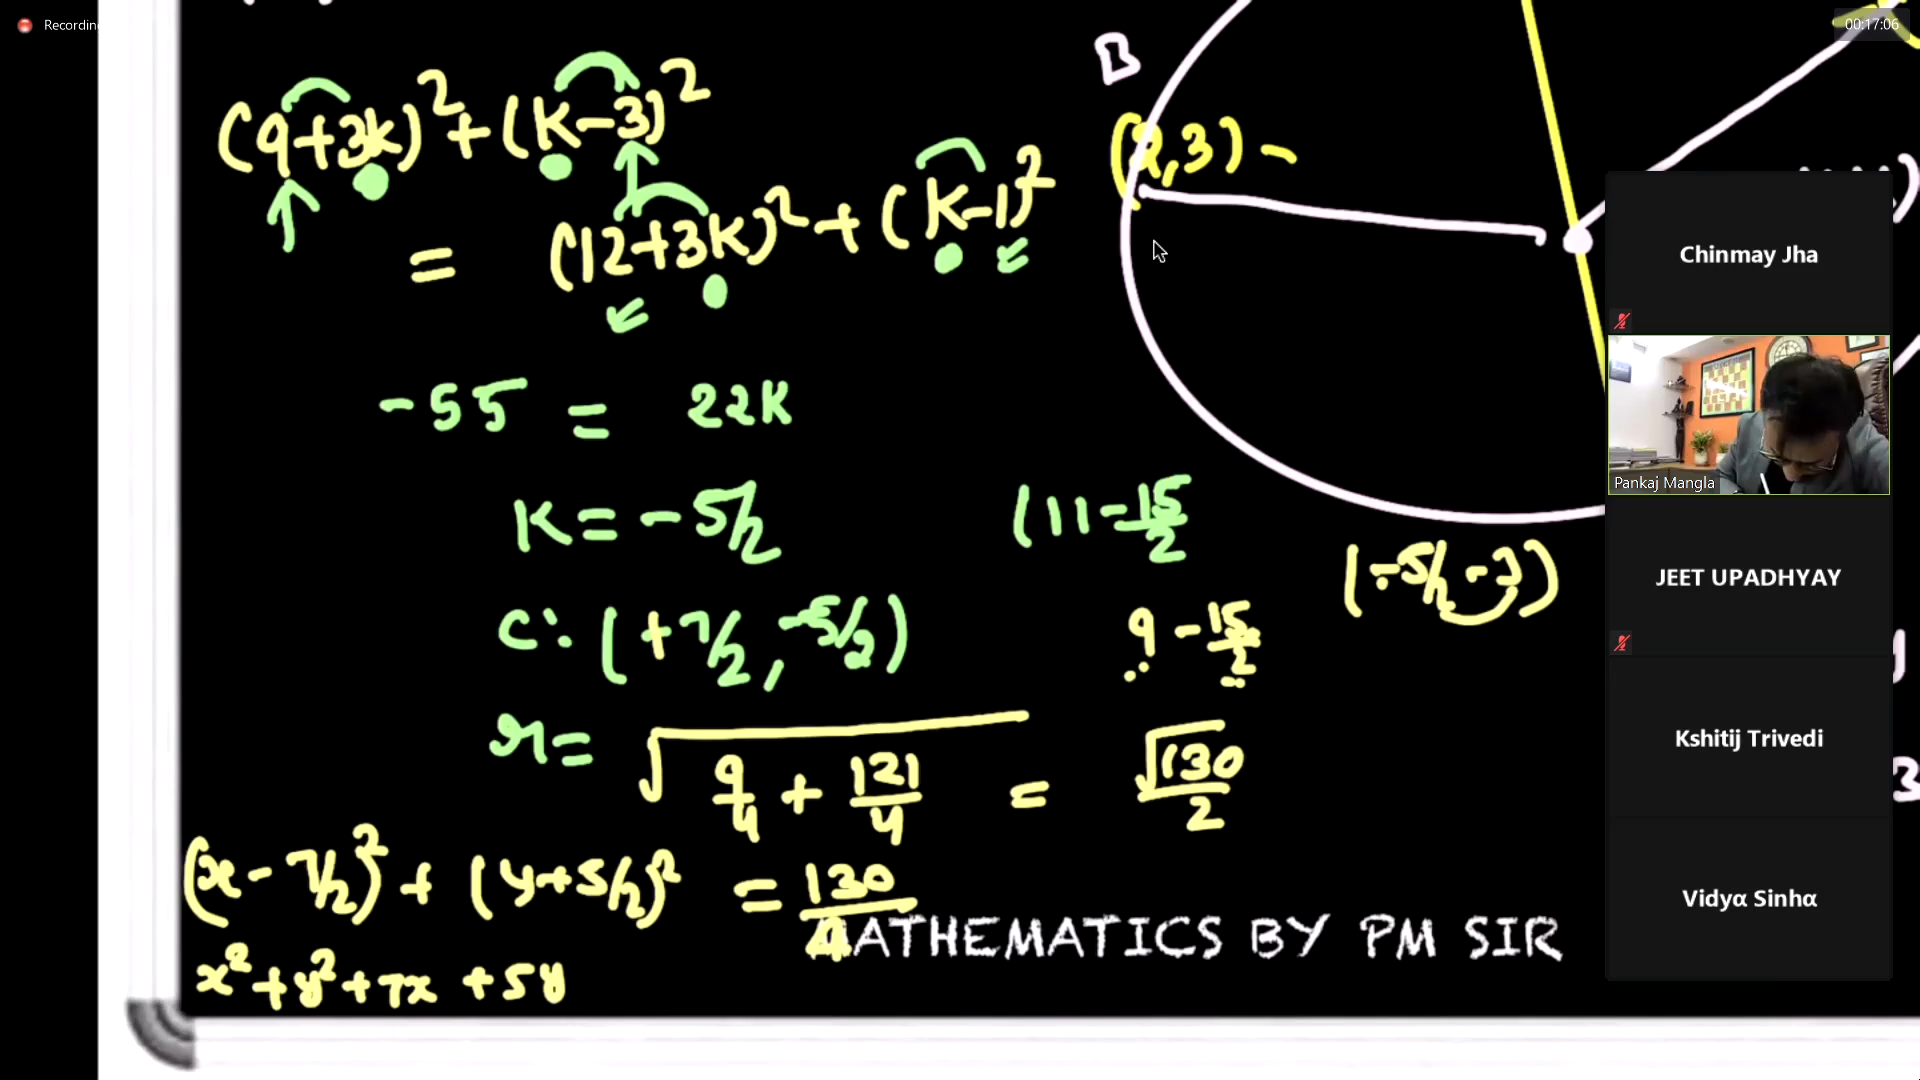 Recording
00:17:06
B
(9+3k)²+(k-3)²
(2,3)
= (12+3k)²+(k-1)²
-55 = 22k
k = -5/2
(11-15/2
(-5/2-3)
C: (+7/2, -5/2)
9-15/2
r= √(9/4 + 121/4) = √130/2
(x-7/2)²+(y+5/2)² = 130/4
MATHEMATICS BY PM SIR
x²+y²+7x+5y
Chinmay Jha
Pankaj Mangla
JEET UPADHYAY
Kshitij Trivedi
Vidyα Sinhα
3